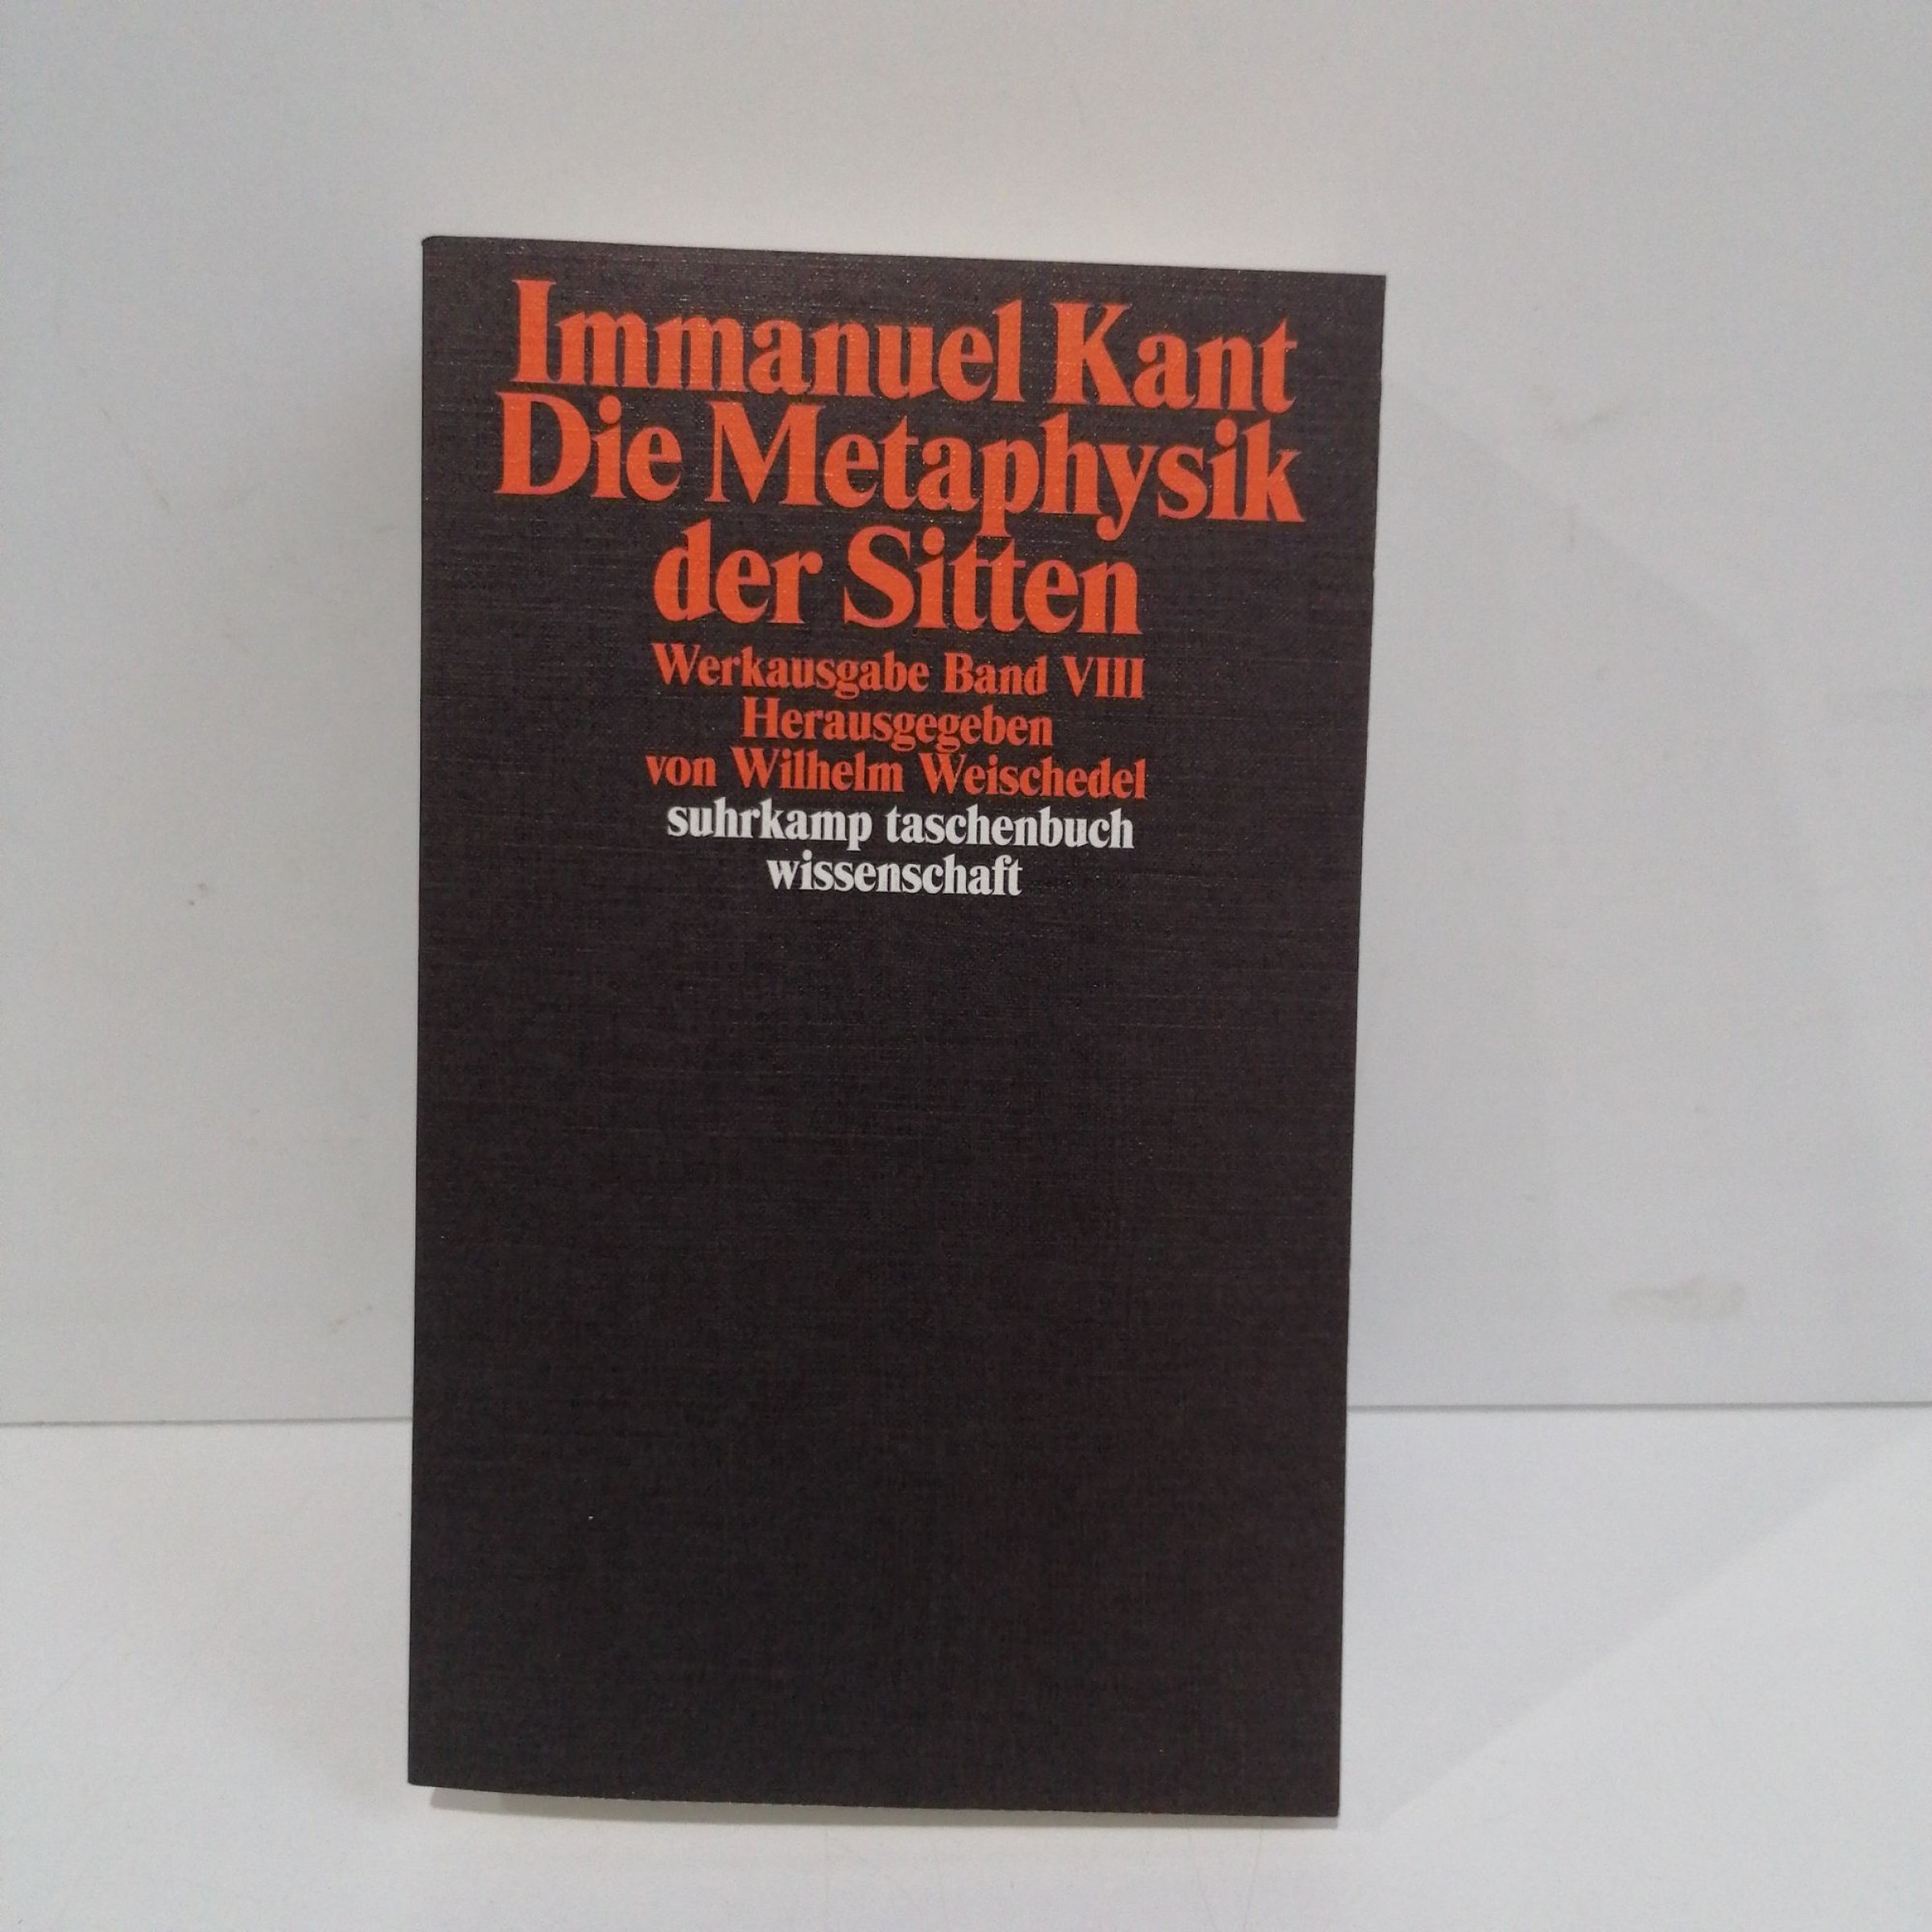 Immanuel Kant
Die Metaphysik
der Sitten
Werkausgabe Band VIII
Herausgegeben
von Wilhelm Weischedel
suhrkamp taschenbuch
wissenschaft